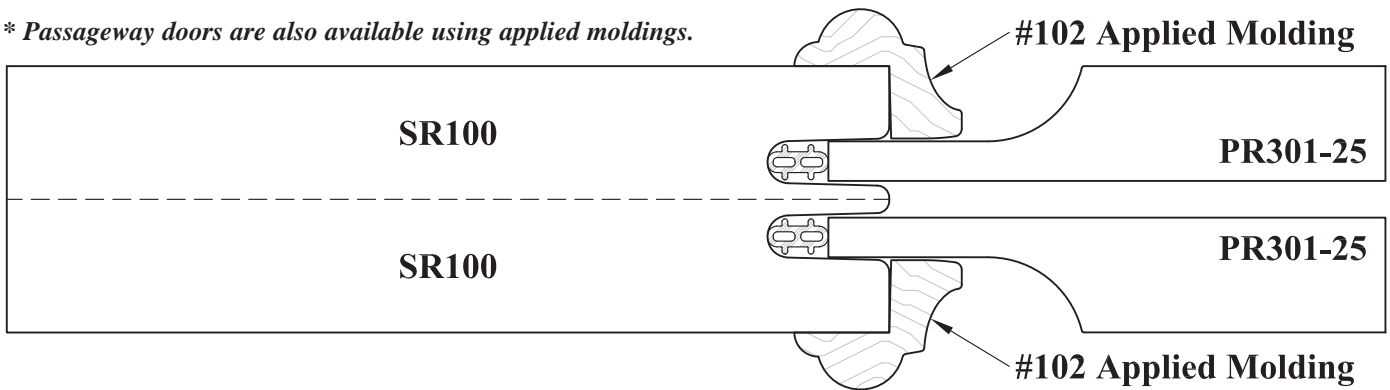 * Passageway doors are also available using applied moldings.
#102 Applied Molding
SR100
PR301-25
SR100
PR301-25
#102 Applied Molding